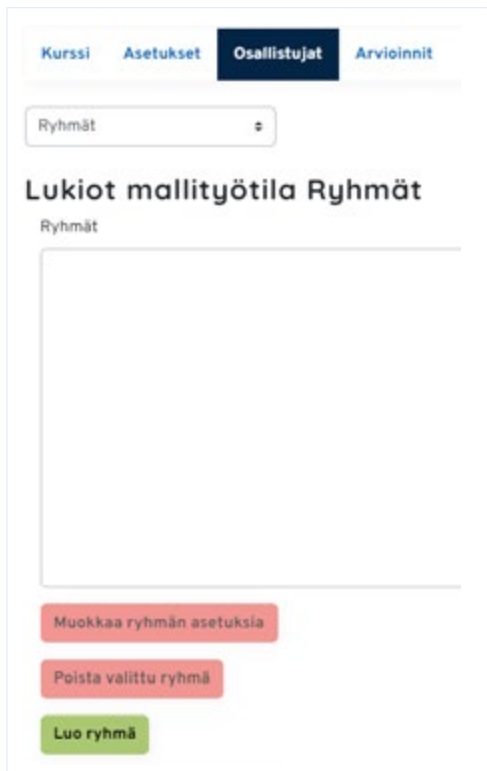 Kurssi Asetukset Osallistujat Arvioinnit
Ryhmät
Lukiot mallityötila Ryhmät
Ryhmät
Muokkaa ryhmän asetuksia
Poista valittu ryhmä
Luo ryhmä